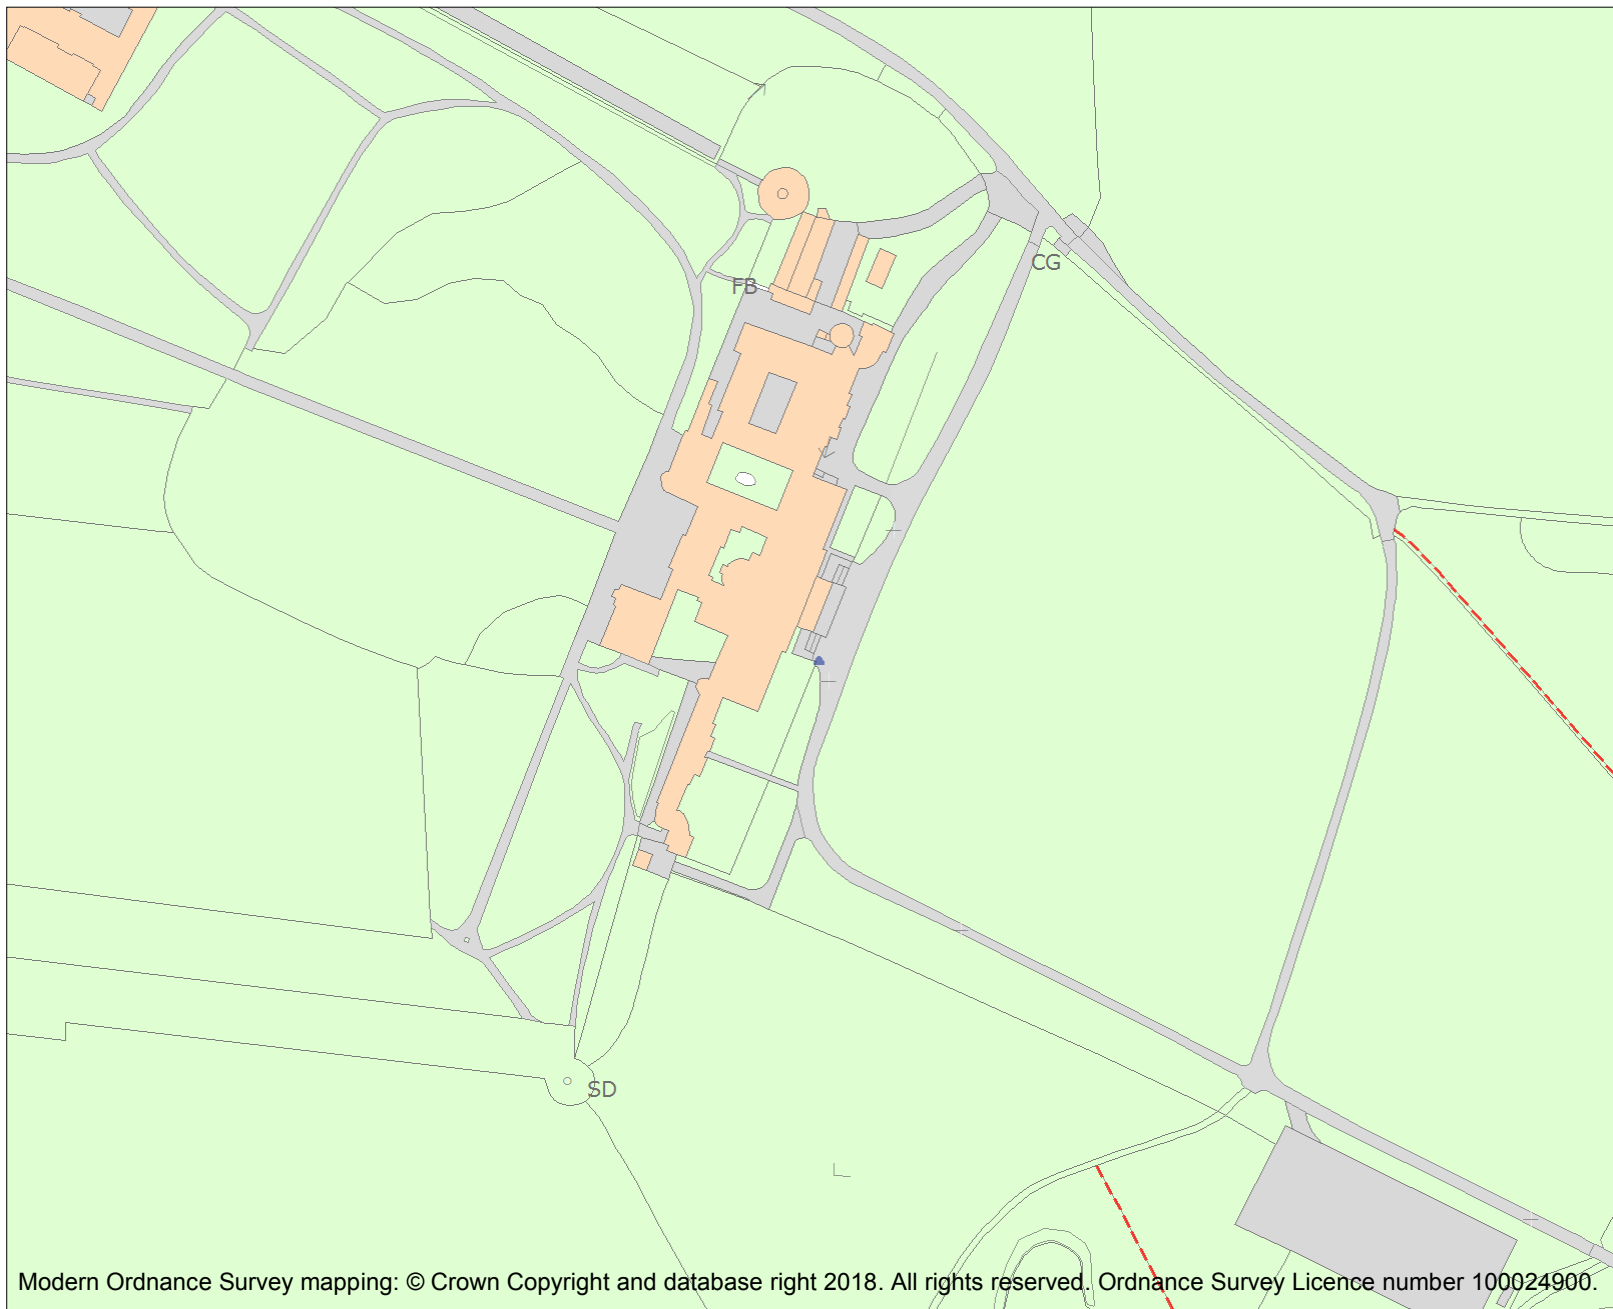 CG
FB
SD
Modern Ordnance Survey mapping: © Crown Copyright and database right 2018. All rights reserved. Ordnance Survey Licence number 100024900.